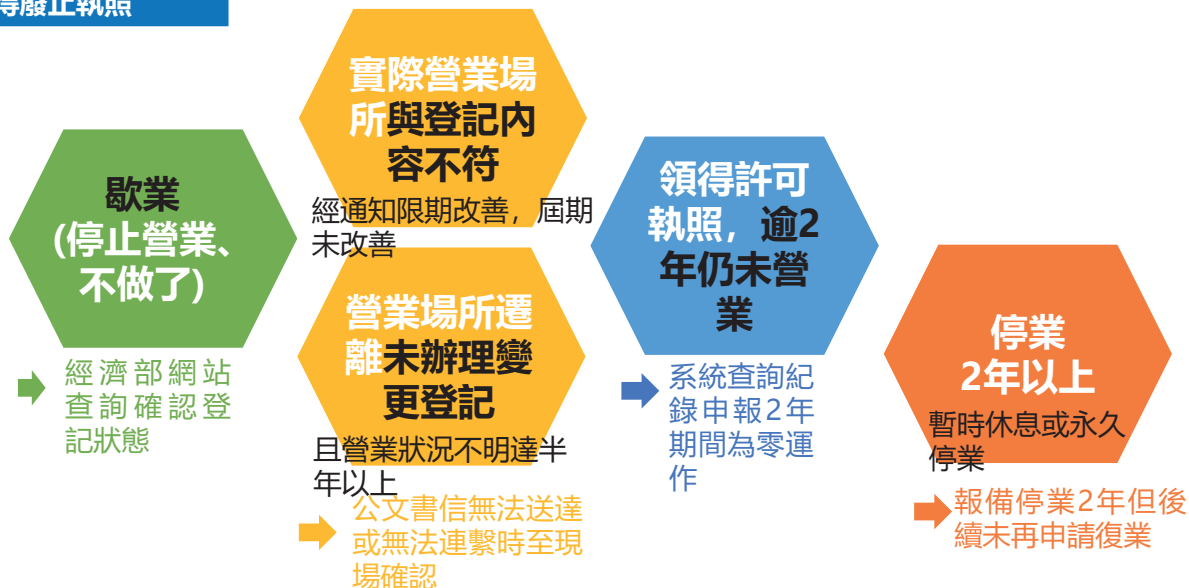 得廢止執照
歇業
(停止營業、
不做了)
經濟部網站
查詢確認登
記狀態
實際營業場
所與登記內
容不符
經通知限期改善，屆期
未改善
營業場所遷
離未辦理變
更登記
且營業狀況不明達半
年以上
公文書信無法送達
或無法連繫時至現
場確認
領得許可
執照，逾2
年仍未營
業
系統查詢紀
錄申報2年
期間為零運
作
停業
2年以上
暫時休息或永久
停業
報備停業2年但後
續未再申請復業